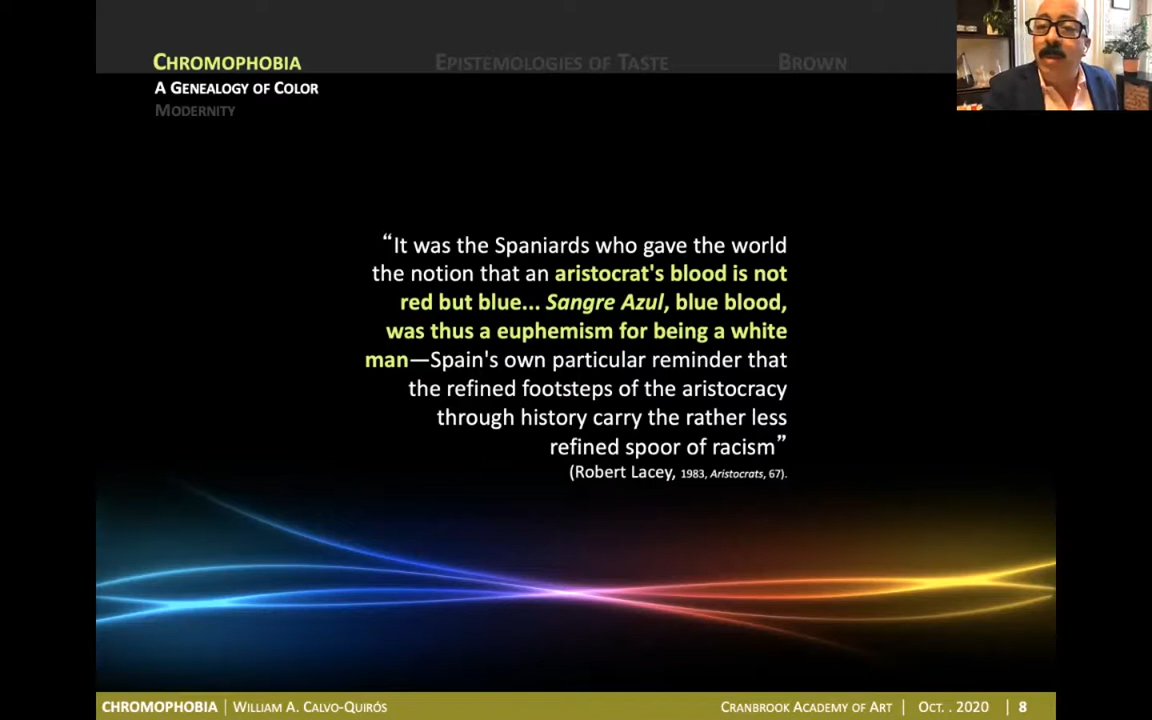 CHROMOPHOBIA
EPISTEMOLOGIES OF TASTE
BROWN
A GENEALOGY OF COLOR
MODERNITY
“It was the Spaniards who gave the world
the notion that an aristocrat's blood is not
red but blue... Sangre Azul, blue blood,
was thus a euphemism for being a white
man—Spain's own particular reminder that
the refined footsteps of the aristocracy
through history carry the rather less
refined spoor of racism”
(Robert Lacey, 1983, Aristocrats, 67).
CHROMOPHOBIA | WILLIAM A. CALVO-QUIRÓS
CRANBROOK ACADEMY OF ART | OCT. . 2020 | 8